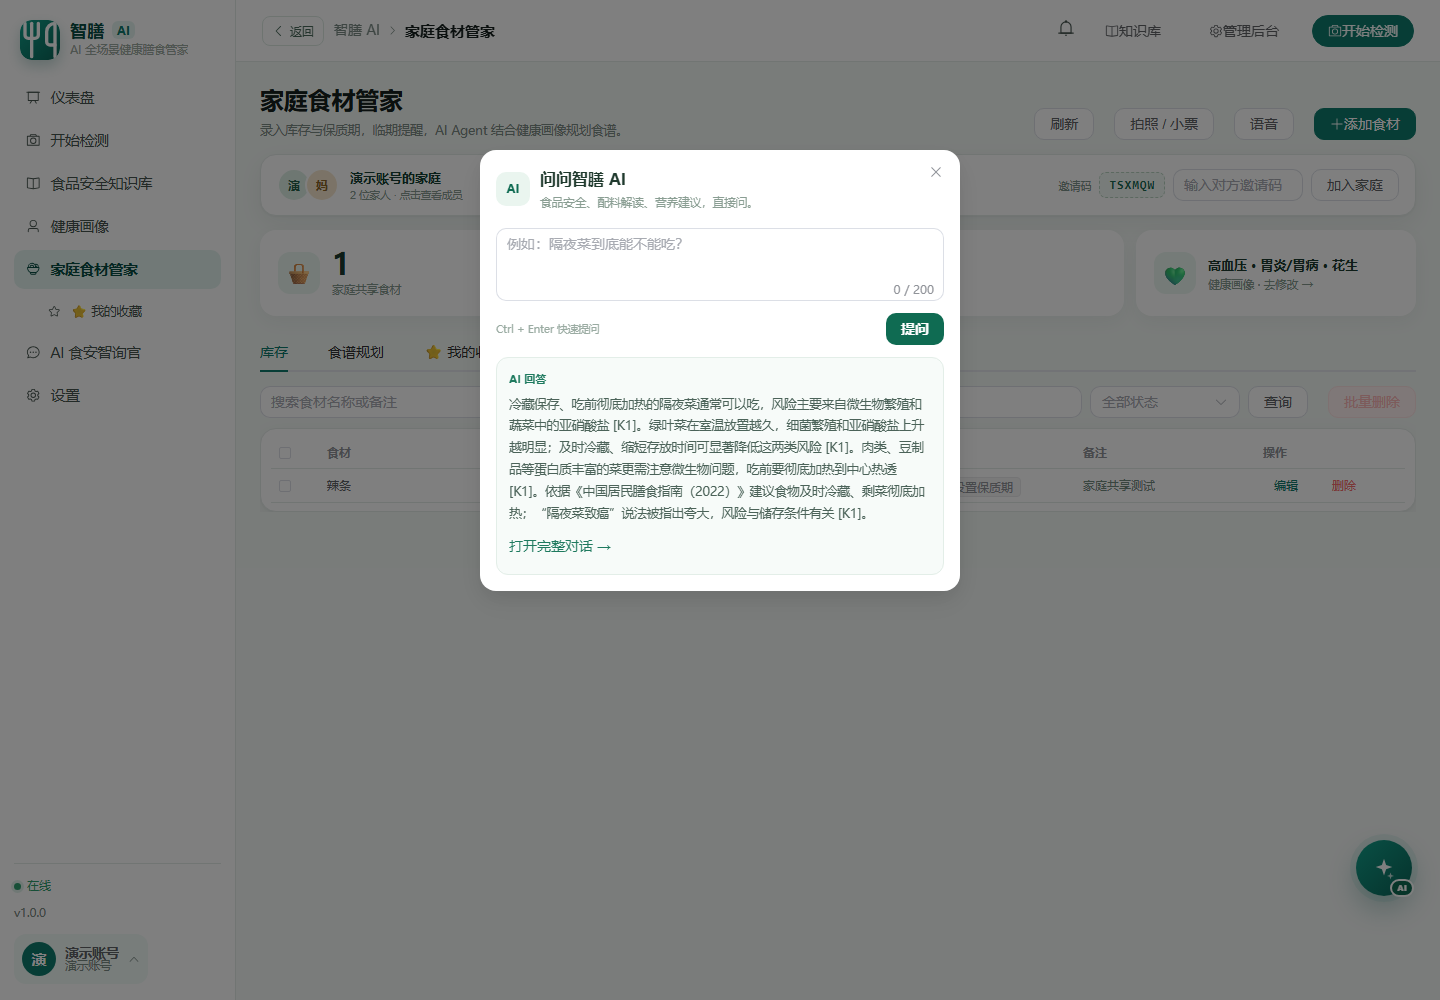 智膳 AI
AI 全场景健康膳食管家
仪表盘
开始检测
食品安全知识库
健康画像
家庭食材管家
我的收藏
AI 食安智询官
设置
在线
v1.0.0
演
演示账号
演示账号
返回
智膳 AI
家庭食材管家
知识库
管理后台
开始检测
家庭食材管家
录入库存与保质期，临期提醒，AI Agent 结合健康画像规划食谱。
刷新
拍照 / 小票
语音
添加食材
演
妈
演示账号的家庭
2 位家人 · 点击查看成员
邀请码
TSXMQW
输入对方邀请码
加入家庭
1
家庭共享食材
高血压 • 胃炎/胃病 • 花生
健康画像 · 去修改 →
库存
食谱规划
我的收
搜索食材名称或备注
全部状态
查询
批量删除
食材
备注
操作
辣条
设置保质期
家庭共享测试
编辑
删除
AI
问问智膳 AI
食品安全、配料解读、营养建议，直接问。
例如：隔夜菜到底能不能吃？
0 / 200
Ctrl + Enter 快速提问
提问
AI 回答
冷藏保存、吃前彻底加热的隔夜菜通常可以吃，风险主要来自微生物繁殖和
蔬菜中的亚硝酸盐 [K1]。绿叶菜在室温放置越久，细菌繁殖和亚硝酸盐上升
越明显；及时冷藏、缩短存放时间可显著降低这两类风险 [K1]。肉类、豆制
品等蛋白质丰富的菜更需注意微生物问题，吃前要彻底加热到中心热透
[K1]。依据《中国居民膳食指南（2022）》建议食物及时冷藏、剩菜彻底加
热；“隔夜菜致癌”说法被指出夸大，风险与储存条件有关 [K1]。
打开完整对话 →
AI